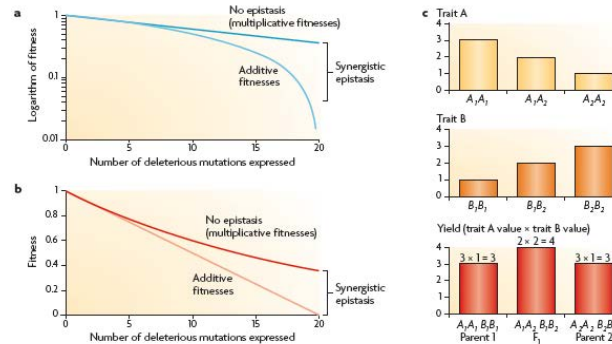 a
No epistasis
(multiplicative fitnesses)
Logarithm of fitness
1
0.1
0.01
Additive
fitnesses
Synergistic
epistasis
0 5 10 15 20
Number of deleterious mutations expressed
b
Fitness
1
0.8
0.6
0.4
0.2
0
No epistasis
(multiplicative fitnesses)
Additive
fitnesses
Synergistic
epistasis
0 5 10 15 20
Number of deleterious mutations expressed
c Trait A
4
3
2
1
0
A₁A₁ A₁A₂ A₂A₂
Trait B
4
3
2
1
0
B₁B₁ B₁B₂ B₂B₂
Yield (trait A value × trait B value)
2 × 2 = 4
3 × 1 = 3 3 × 1 = 3
4
3
2
1
0
A₁A₁ B₁B₁ A₁A₂ B₁B₂ A₂A₂
Parent 1 F₁ Parent 2